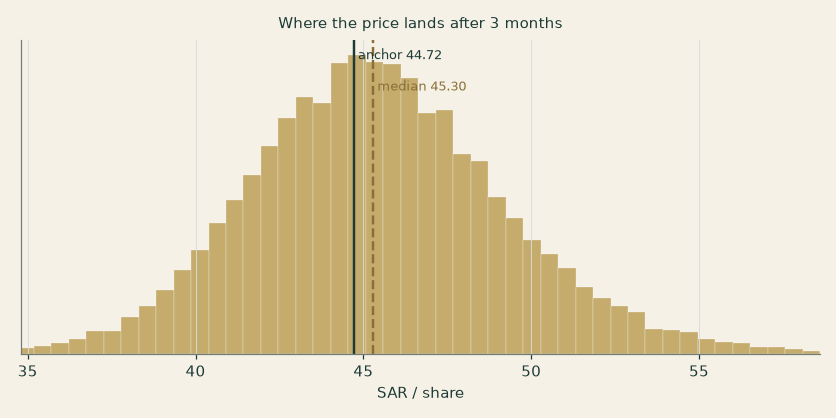 Where the price lands after 3 months
anchor 44.72
median 45.30
35 40 45 50 55
SAR / share